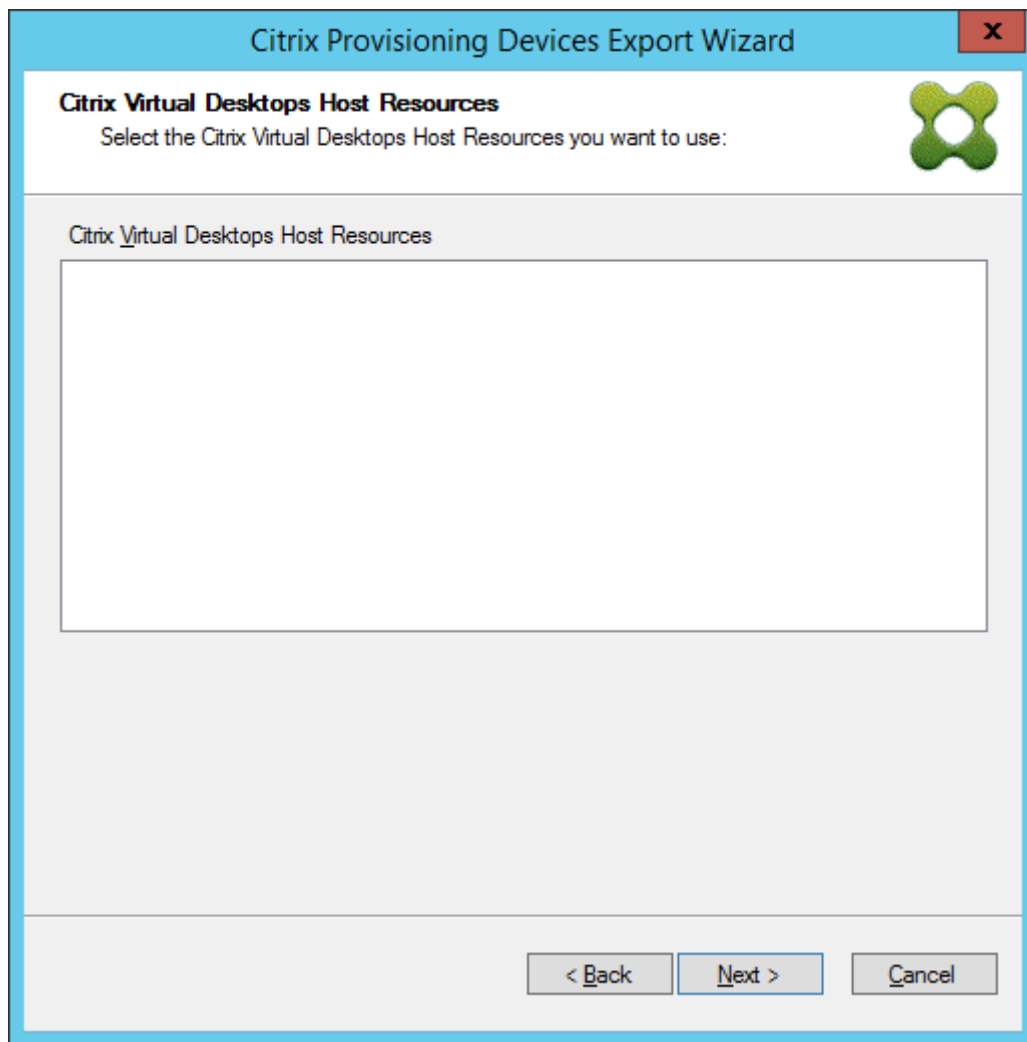 Citrix Provisioning Devices Export Wizard
x
Citrix Virtual Desktops Host Resources
Select the Citrix Virtual Desktops Host Resources you want to use:
Citrix Virtual Desktops Host Resources
< Back Next > Cancel